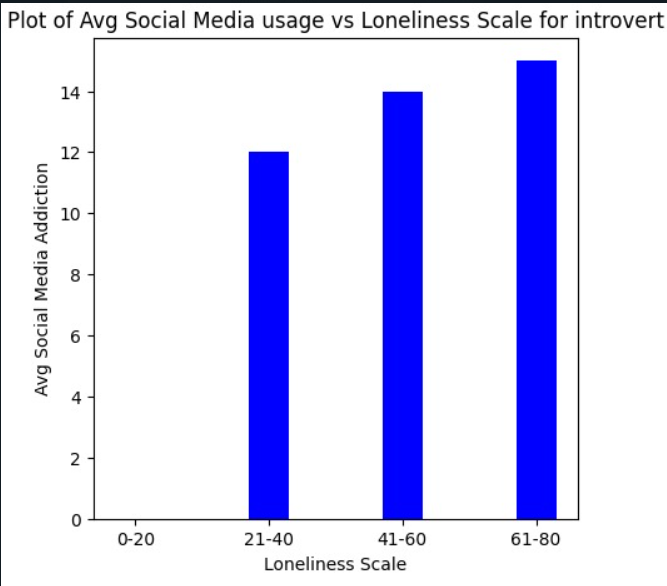 Plot of Avg Social Media usage vs Loneliness Scale for introvert
Avg Social Media Addiction
14
12
10
8
6
4
2
0
0-20 21-40 41-60 61-80
Loneliness Scale